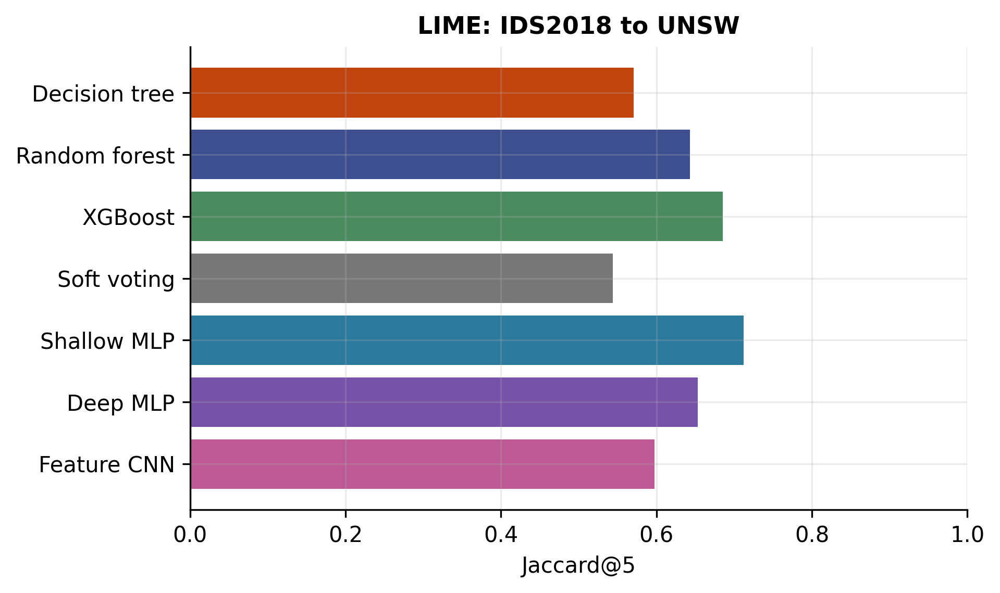 LIME: IDS2018 to UNSW
Decision tree
Random forest
XGBoost
Soft voting
Shallow MLP
Deep MLP
Feature CNN
0.0 0.2 0.4 0.6 0.8 1.0
Jaccard@5